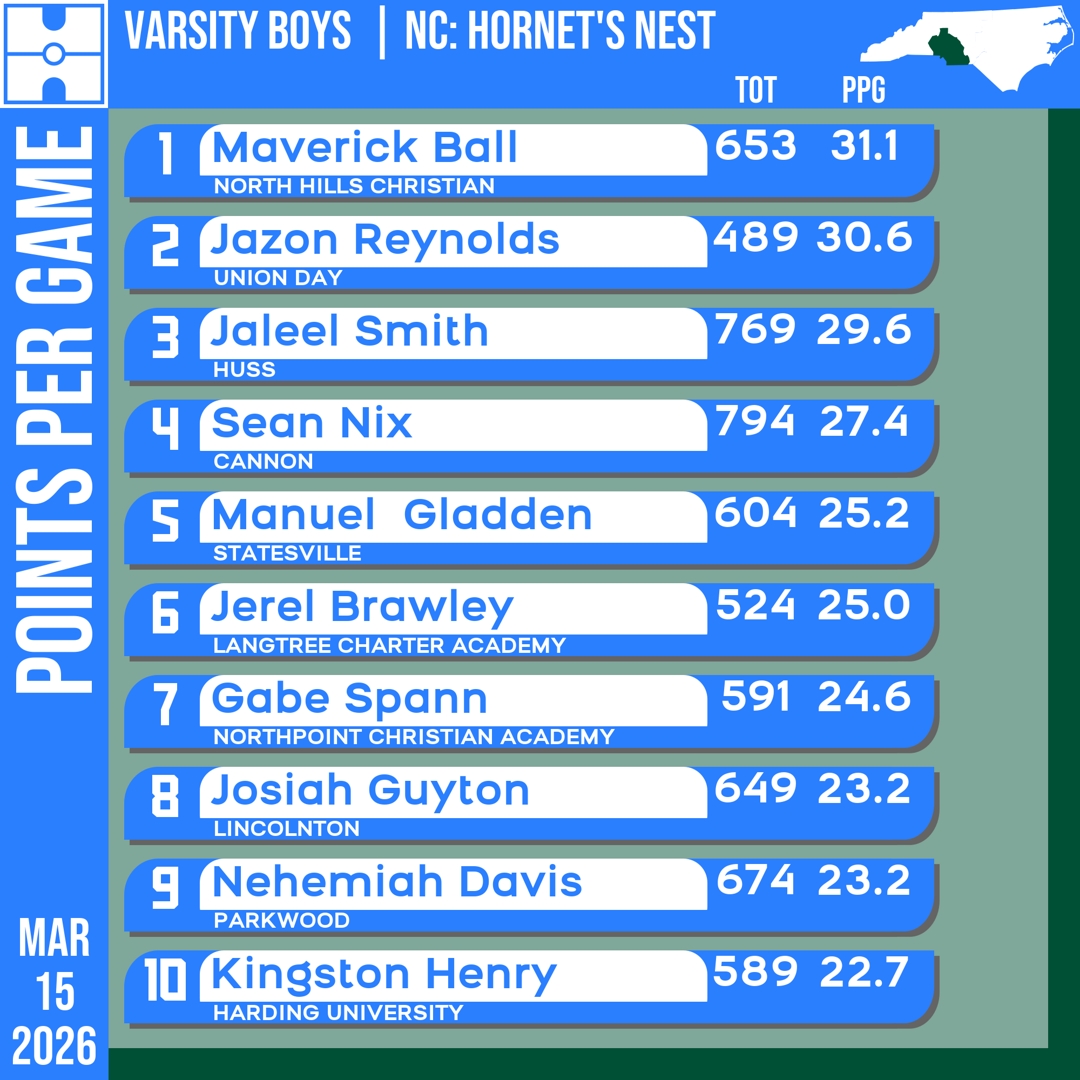 VARSITY BOYS | NC: HORNET'S NEST
TOT PPG
POINTS PER GAME
1 Maverick Ball 653 31.1
NORTH HILLS CHRISTIAN
2 Jazon Reynolds 489 30.6
UNION DAY
3 Jaleel Smith 769 29.6
HUSS
4 Sean Nix 794 27.4
CANNON
5 Manuel  Gladden 604 25.2
STATESVILLE
6 Jerel Brawley 524 25.0
LANGTREE CHARTER ACADEMY
7 Gabe Spann 591 24.6
NORTHPOINT CHRISTIAN ACADEMY
8 Josiah Guyton 649 23.2
LINCOLNTON
9 Nehemiah Davis 674 23.2
PARKWOOD
10 Kingston Henry 589 22.7
HARDING UNIVERSITY
MAR
15
2026